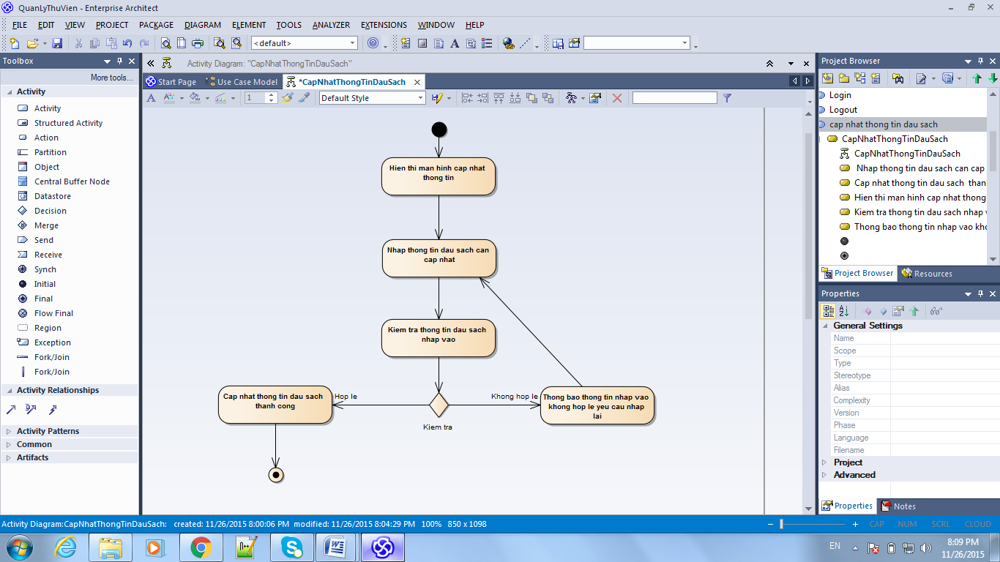 QuanLyThuVien - Enterprise Architect
FILE EDIT VIEW PROJECT PACKAGE DIAGRAM ELEMENT TOOLS ANALYZER EXTENSIONS WINDOW HELP
<default>
Toolbox
More tools...
Activity
Activity
Structured Activity
Action
Partition
Object
Central Buffer Node
Datastore
Decision
Merge
Send
Receive
Synch
Initial
Final
Flow Final
Region
Exception
Fork/Join
Fork/Join
Activity Relationships
Activity Patterns
Common
Artifacts
Activity Diagram: "CapNhatThongTinDauSach"
Start Page Use Case Model *CapNhatThongTinDauSach
1 Default Style
Hien thi man hinh cap nhat
thong tin
Nhap thong tin dau sach can
cap nhat
Kiem tra thong tin dau sach
nhap vao
Cap nhat thong tin dau sach
thanh cong
Hop le
Khong hop le
Thong bao thong tin nhap vao
khong hop le yeu cau nhap
lai
Kiem tra
Project Browser
Login
Logout
cap nhat thong tin dau sach
CapNhatThongTinDauSach
CapNhatThongTinDauSach
Nhap thong tin dau sach can cap
Cap nhat thong tin dau sach than
Hien thi man hinh cap nhat thong
Kiem tra thong tin dau sach nhap v
Thong bao thong tin nhap vao kho
Project Browser Resources
Properties
General Settings
Name
Scope
Type
Stereotype
Alias
Complexity
Version
Phase
Language
Filename
Project
Advanced
Properties Notes
Activity Diagram:CapNhatThongTinDauSach: created: 11/26/2015 8:00:06 PM modified: 11/26/2015 8:04:29 PM 100% 850 x 1098
CAP NUM SCRL CLOUD
EN
8:09 PM
11/26/2015